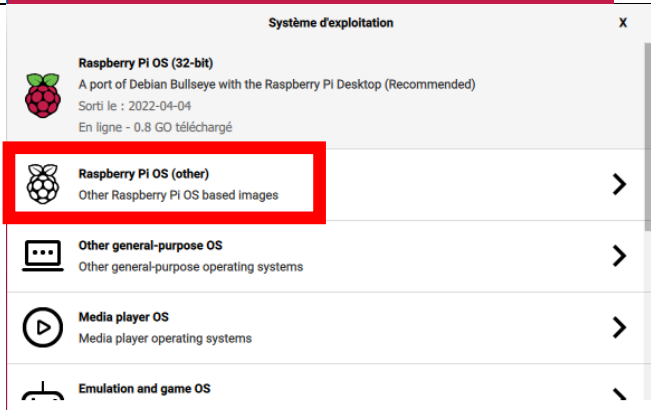 Système d'exploitation X
Raspberry Pi OS (32-bit)
A port of Debian Bullseye with the Raspberry Pi Desktop (Recommended)
Sorti le : 2022-04-04
En ligne - 0.8 GO téléchargé
Raspberry Pi OS (other)
Other Raspberry Pi OS based images
Other general-purpose OS
Other general-purpose operating systems
Media player OS
Media player operating systems
Emulation and game OS